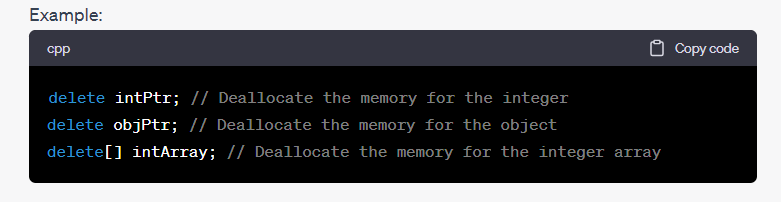 Example:
cpp Copy code
delete intPtr; // Deallocate the memory for the integer
delete objPtr; // Deallocate the memory for the object
delete[] intArray; // Deallocate the memory for the integer array